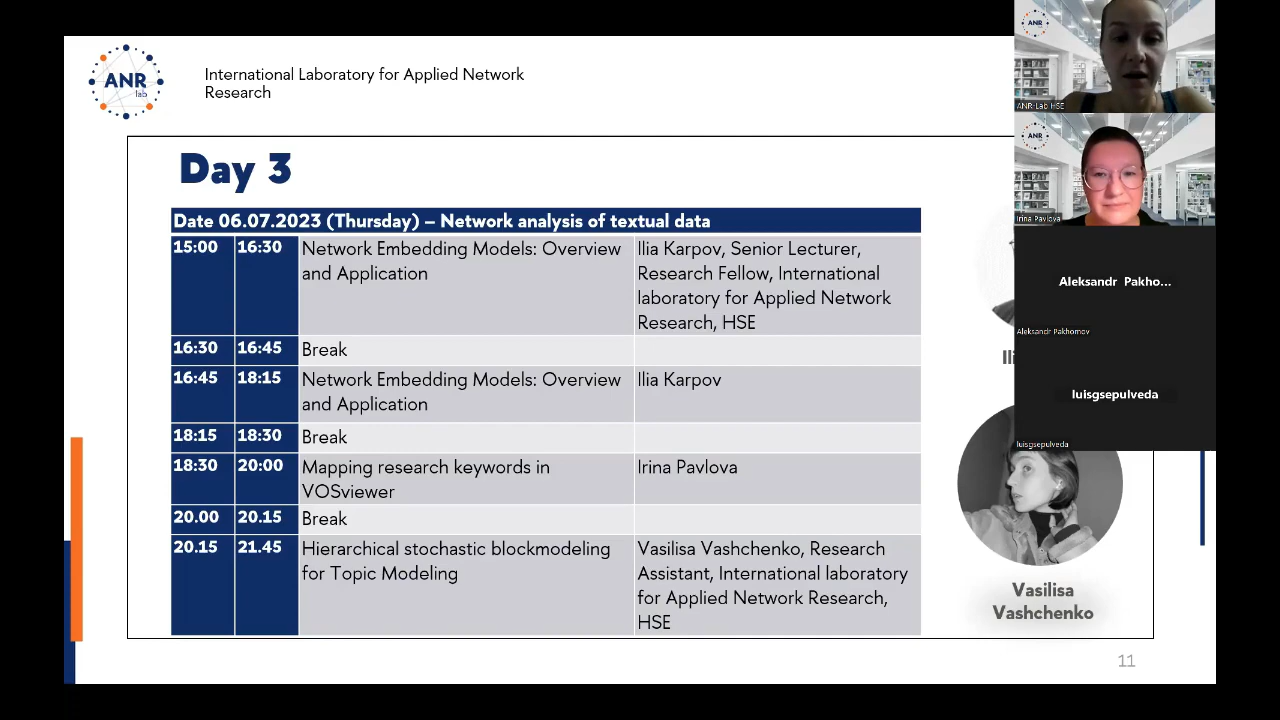 ANR
lab
International Laboratory for Applied Network
Research
Day 3
Date 06.07.2023 (Thursday) – Network analysis of textual data
15:00 16:30 Network Embedding Models: Overview Ilia Karpov, Senior Lecturer,
and Application Research Fellow, International
laboratory for Applied Network
Research, HSE
16:30 16:45 Break
16:45 18:15 Network Embedding Models: Overview Ilia Karpov
and Application
18:15 18:30 Break
18:30 20:00 Mapping research keywords in Irina Pavlova
VOSviewer
20.00 20.15 Break
20.15 21.45 Hierarchical stochastic blockmodeling Vasilisa Vashchenko, Research
for Topic Modeling Assistant, International laboratory
for Applied Network Research,
HSE
Vasilisa
Vashchenko
11
ANR
ANR-Lab HSE
ANR
Irina Pavlova
Aleksandr Pakho...
Aleksandr Pakhomov
luisgsepulveda
luisgsepulveda